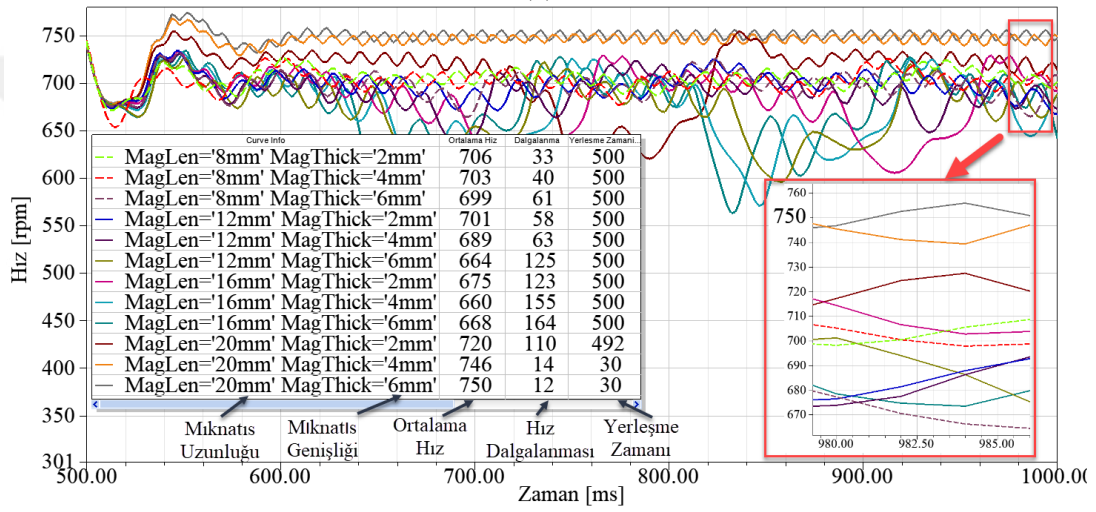 750
700
650
600
550
500
450
400
350
301
Hız [rpm]
Curve Info Ortalama Hiz Dalgalanma Yerlesme Zamani...
MagLen='8mm' MagThick='2mm' 706 33 500
MagLen='8mm' MagThick='4mm' 703 40 500
MagLen='8mm' MagThick='6mm' 699 61 500
MagLen='12mm' MagThick='2mm' 701 58 500
MagLen='12mm' MagThick='4mm' 689 63 500
MagLen='12mm' MagThick='6mm' 664 125 500
MagLen='16mm' MagThick='2mm' 675 123 500
MagLen='16mm' MagThick='4mm' 660 155 500
MagLen='16mm' MagThick='6mm' 668 164 500
MagLen='20mm' MagThick='2mm' 720 110 492
MagLen='20mm' MagThick='4mm' 746 14 30
MagLen='20mm' MagThick='6mm' 750 12 30
Mıknatıs Mıknatıs Ortalama Hız Yerleşme
Uzunluğu Genişliği Hız Dalgalanması Zamanı
760
750
740
730
720
710
700
690
680
670
980.00 982.50 985.00
500.00 600.00 700.00 800.00 900.00 1000.00
Zaman [ms]